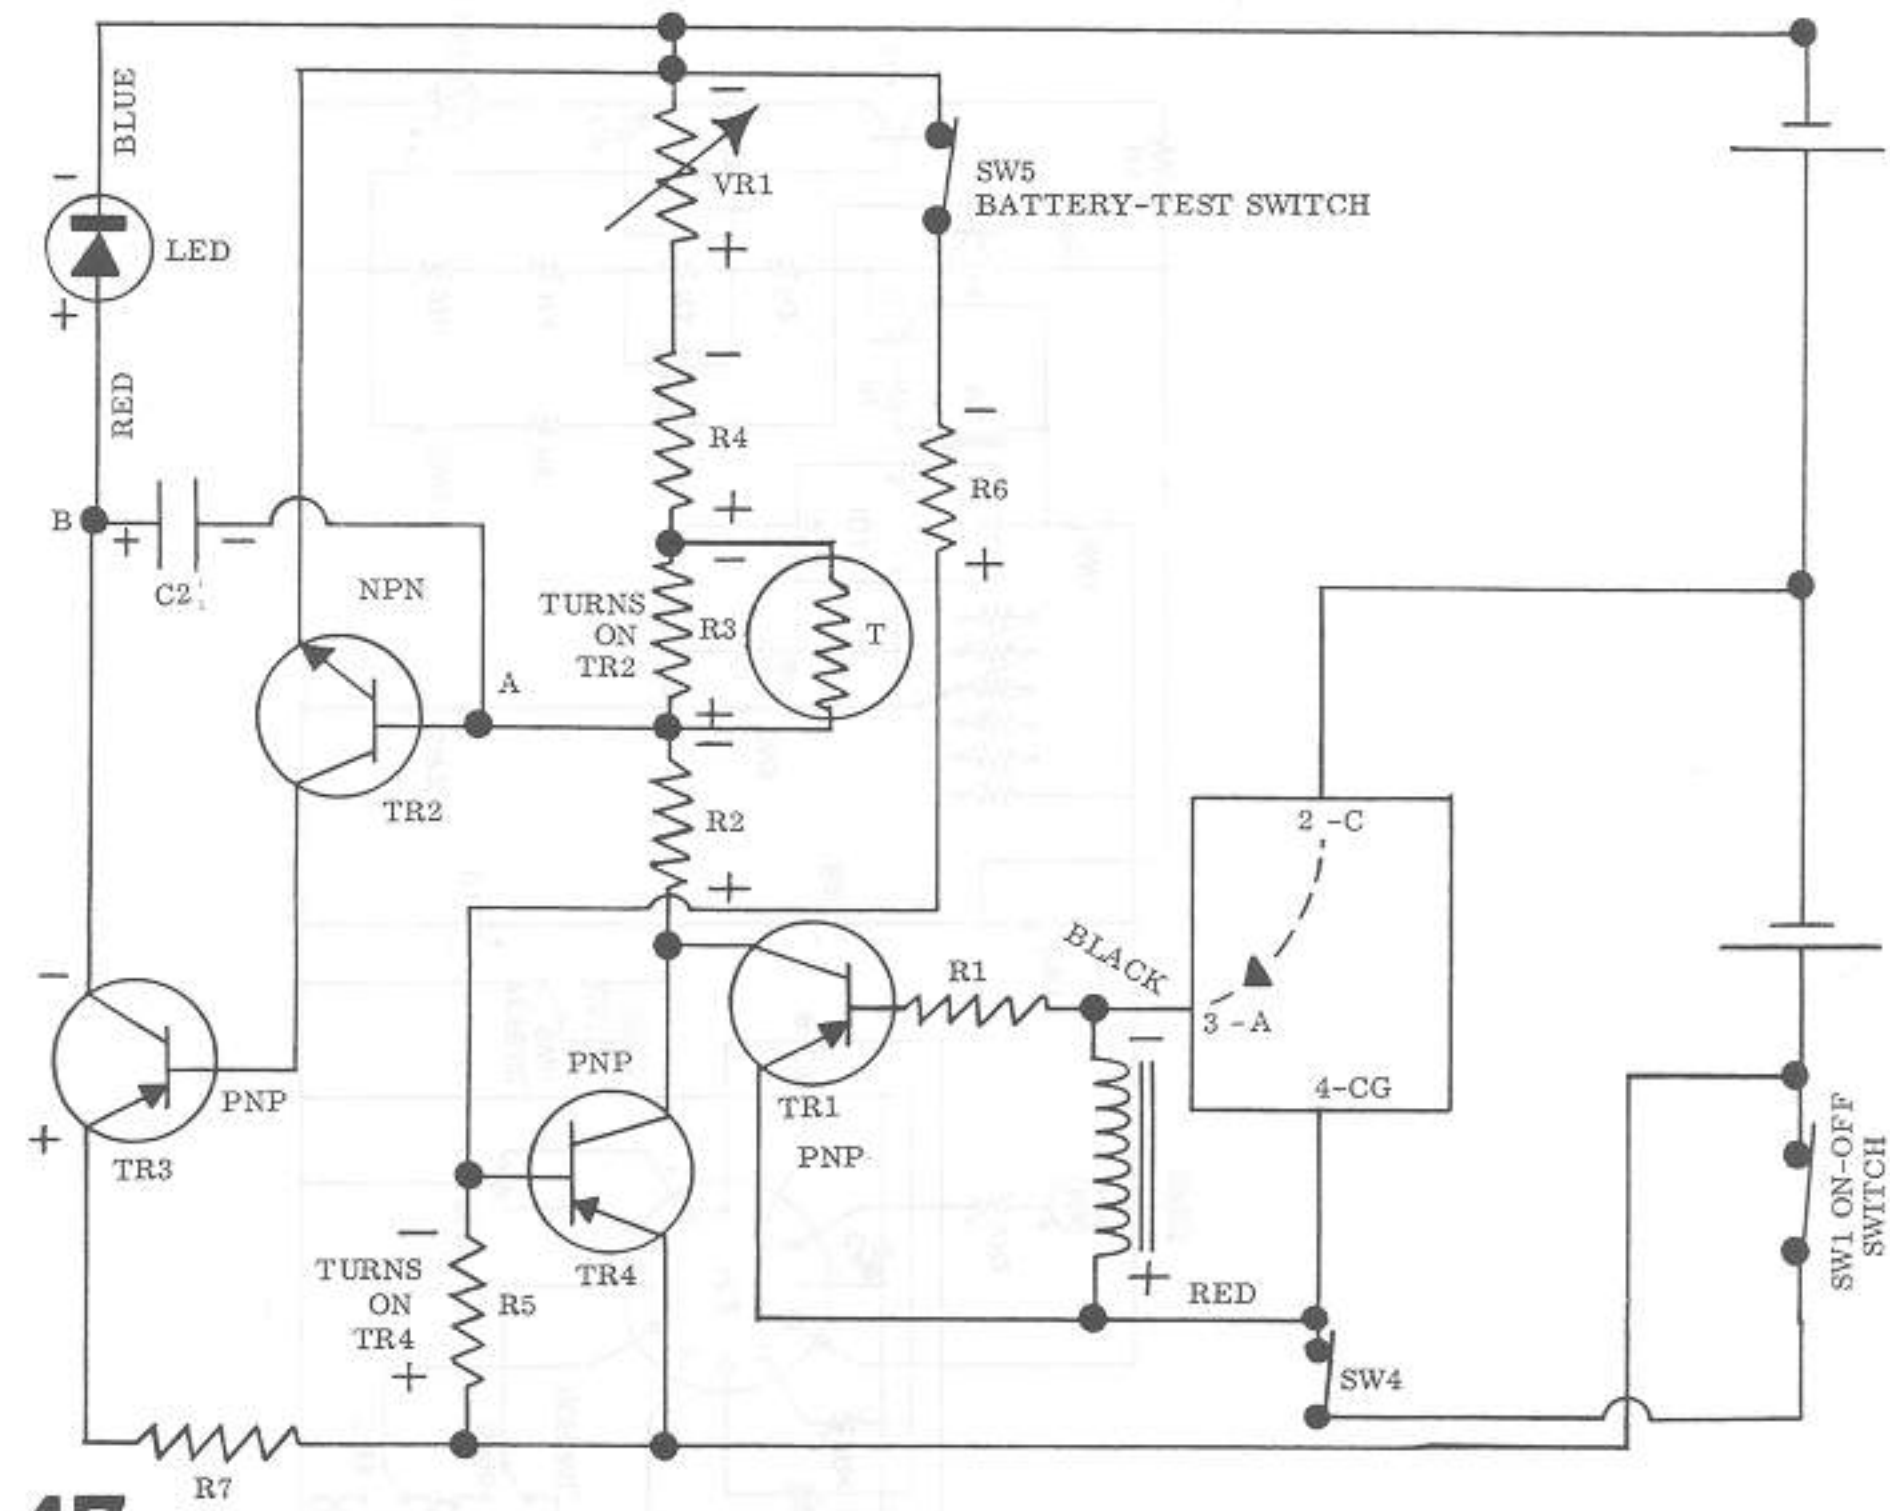 BLUE
VR1
SW5
BATTERY-TEST SWITCH
LED
RED
R4
R6
B
C2
NPN
TURNS
ON
TR2
R3
T
A
TR2
R2
2 -C
BLACK
R1
3 -A
PNP
4-CG
PNP
TR1
PNP
TR3
SW1 ON-OFF
SWITCH
TURNS
ON
TR4
R5
TR4
RED
SW4
R7